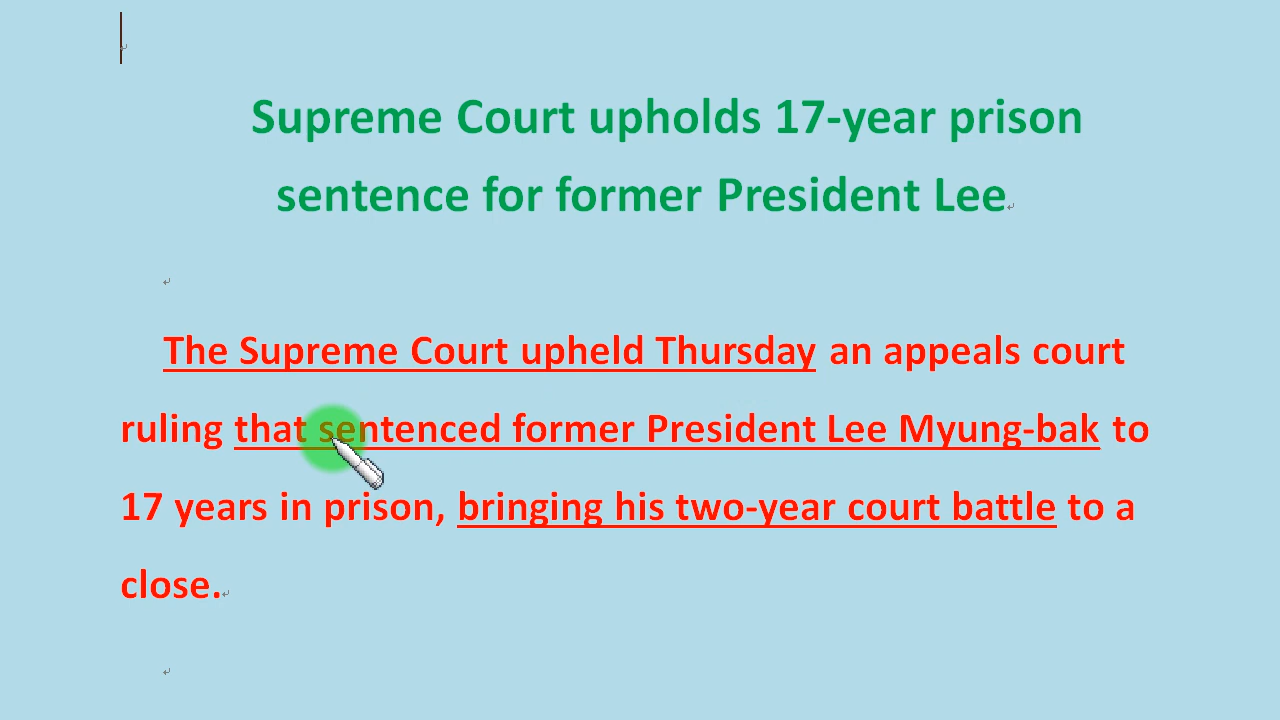 Supreme Court upholds 17-year prison
sentence for former President Lee
The Supreme Court upheld Thursday an appeals court
ruling that sentenced former President Lee Myung-bak to
17 years in prison, bringing his two-year court battle to a
close.